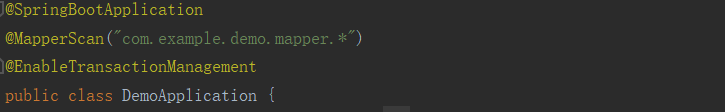 @SpringBootApplication
@MapperScan("com.example.demo.mapper.*")
@EnableTransactionManagement
public class DemoApplication {